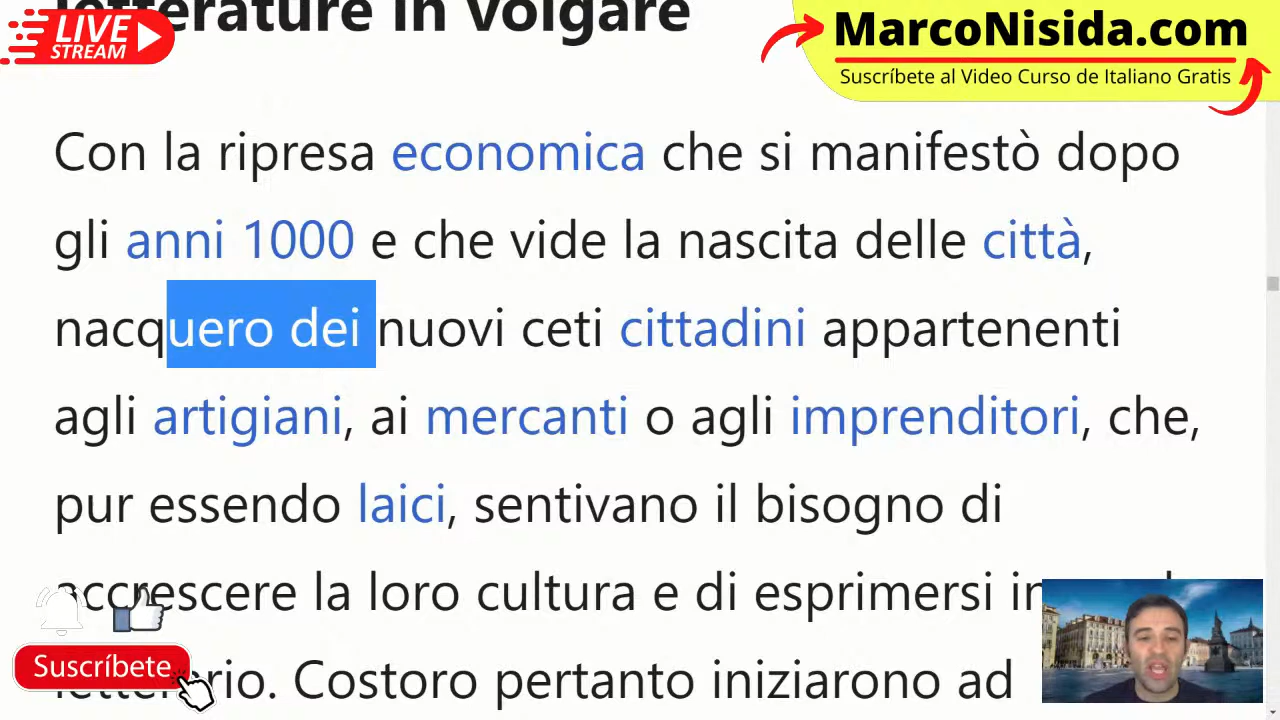 letterature in volgare
LIVE
STREAM
MarcoNisida.com
Suscríbete al Video Curso de Italiano Gratis
Con la ripresa economica che si manifestò dopo
gli anni 1000 e che vide la nascita delle città,
nacquero dei nuovi ceti cittadini appartenenti
agli artigiani, ai mercanti o agli imprenditori, che,
pur essendo laici, sentivano il bisogno di
accrescere la loro cultura e di esprimersi in
Costoro pertanto iniziarono ad
Suscríbete